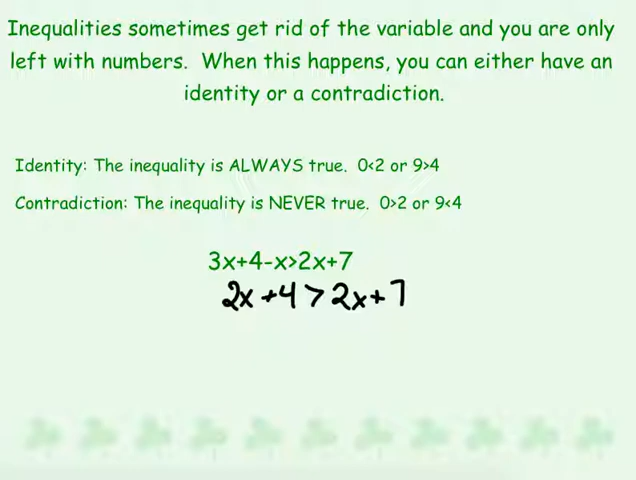 Inequalities sometimes get rid of the variable and you are only
left with numbers. When this happens, you can either have an
identity or a contradiction.
Identity: The inequality is ALWAYS true. 0<2 or 9>4
Contradiction: The inequality is NEVER true. 0>2 or 9<4
3x+4-x>2x+7
2x+4>2x+7